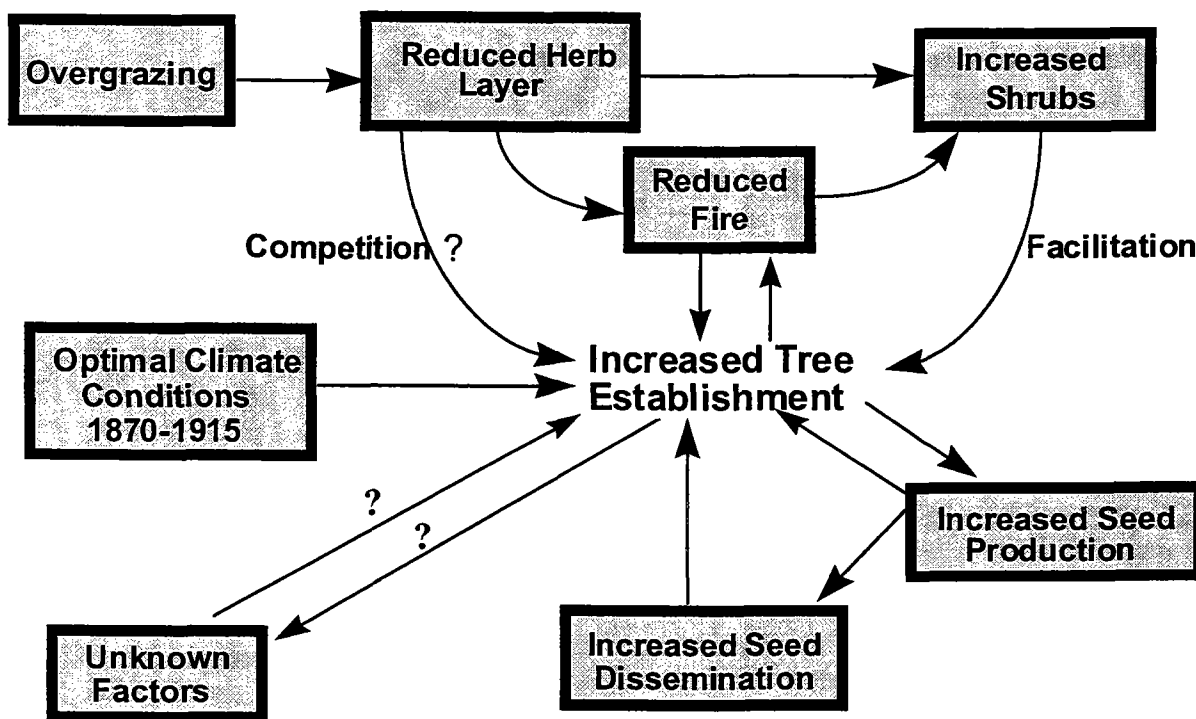 Overgrazing
Reduced Herb
Layer
Increased
Shrubs
Reduced
Fire
Competition ?
Facilitation
Optimal Climate
Conditions
1870-1915
Increased Tree
Establishment
?
?
Increased Seed
Production
Unknown
Factors
Increased Seed
Dissemination